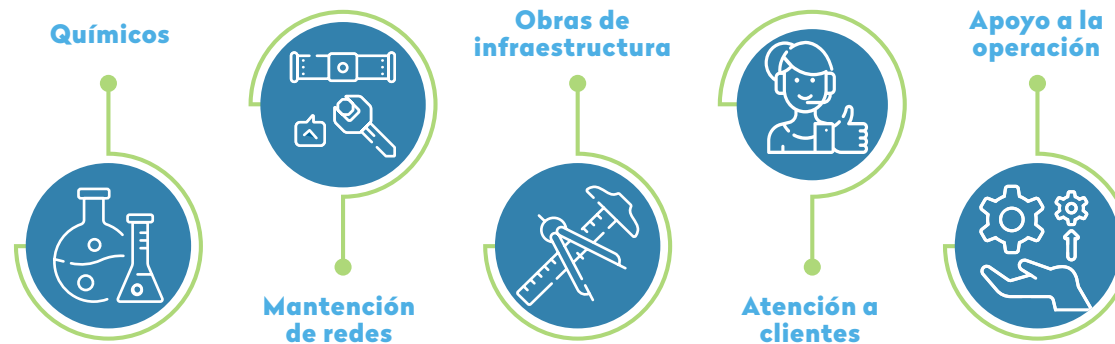 Químicos
Mantención
de redes
Obras de
infraestructura
Atención a
clientes
Apoyo a la
operación